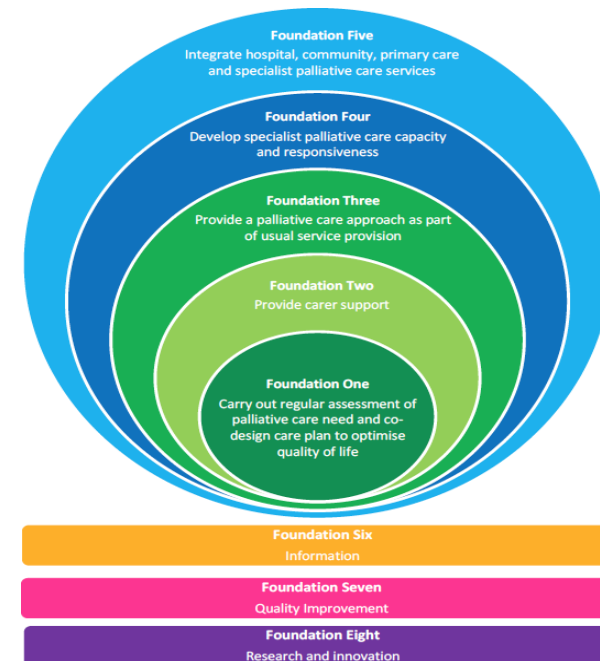 Foundation Five
Integrate hospital, community, primary care
and specialist palliative care services
Foundation Four
Develop specialist palliative care capacity
and responsiveness
Foundation Three
Provide a palliative care approach as part
of usual service provision
Foundation Two
Provide carer support
Foundation One
Carry out regular assessment of
palliative care need and co-
design care plan to optimise
quality of life
Foundation Six
Information
Foundation Seven
Quality Improvement
Foundation Eight
Research and innovation